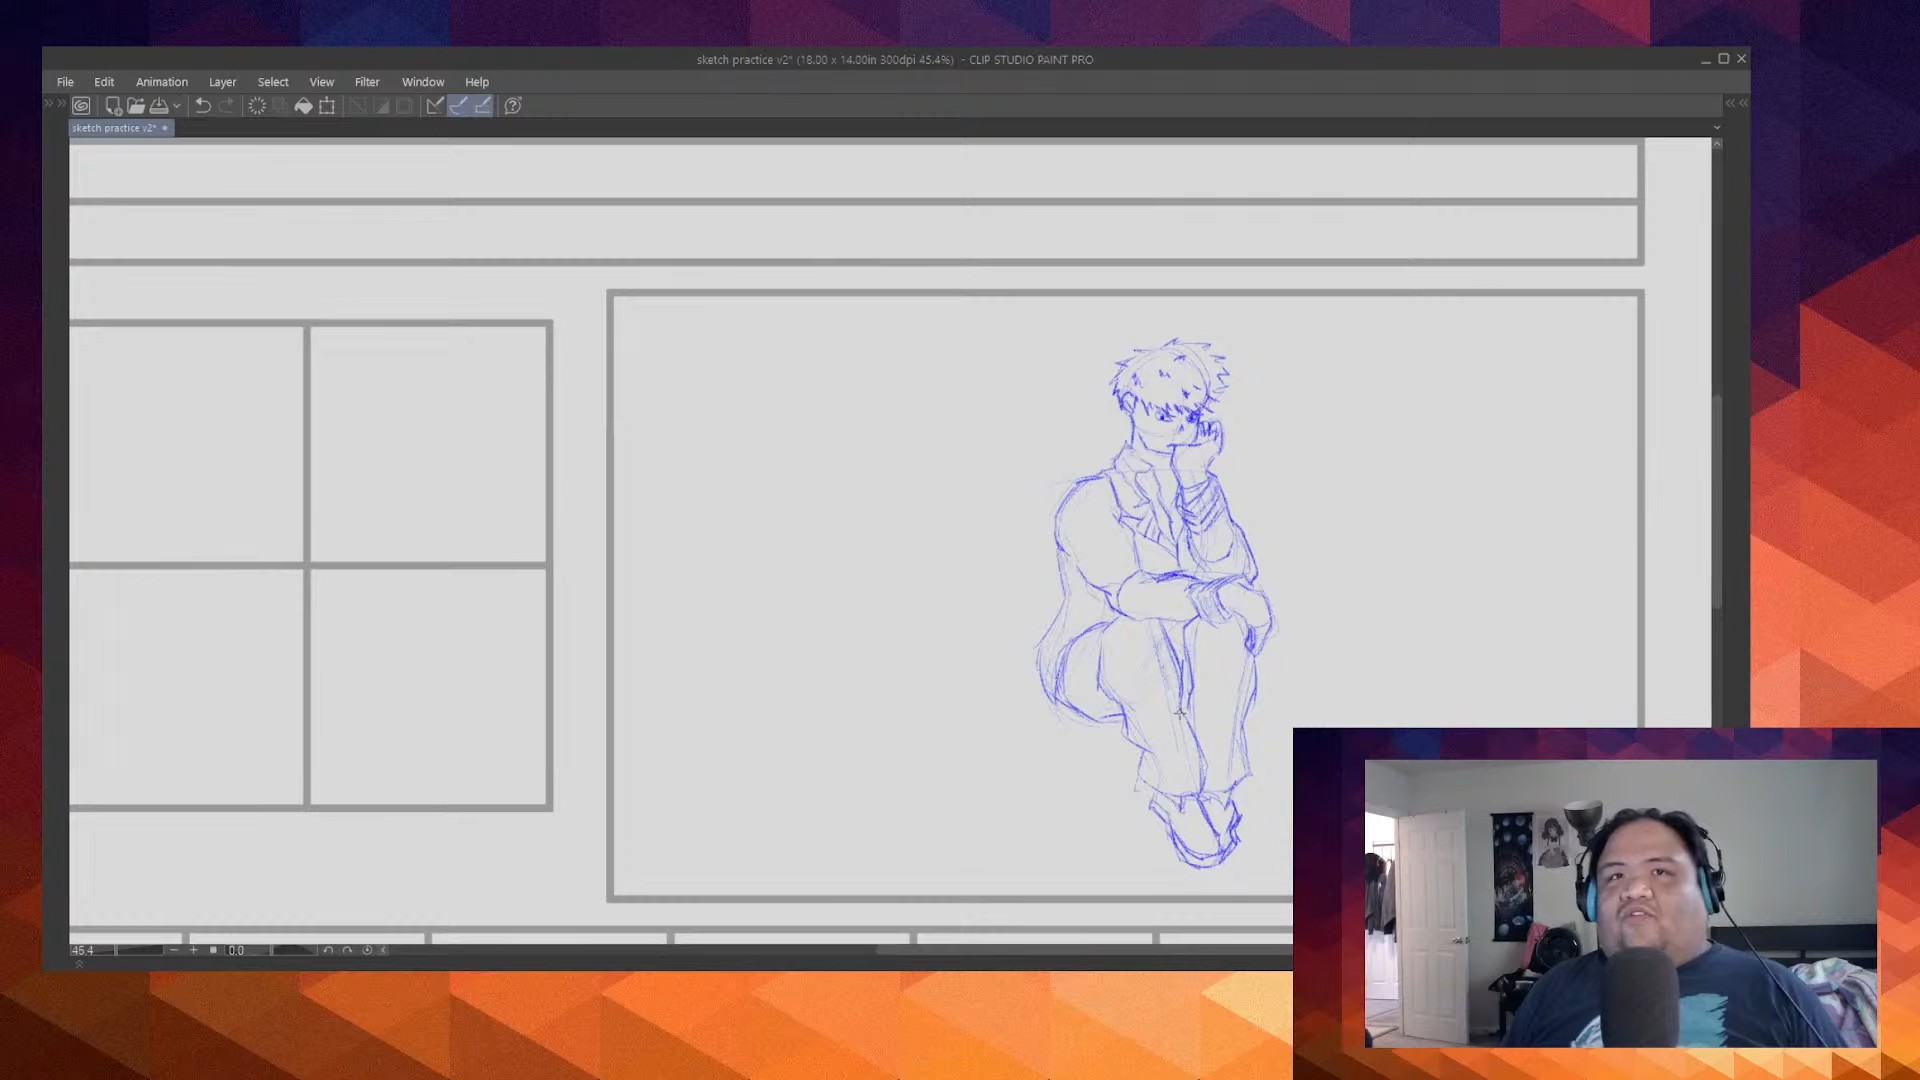 sketch practice v2* (18.00 x 14.00in 300dpi 45.4%) - CLIP STUDIO PAINT PRO
File Edit Animation Layer Select View Filter Window Help
sketch practice v2*
45.4 0.0